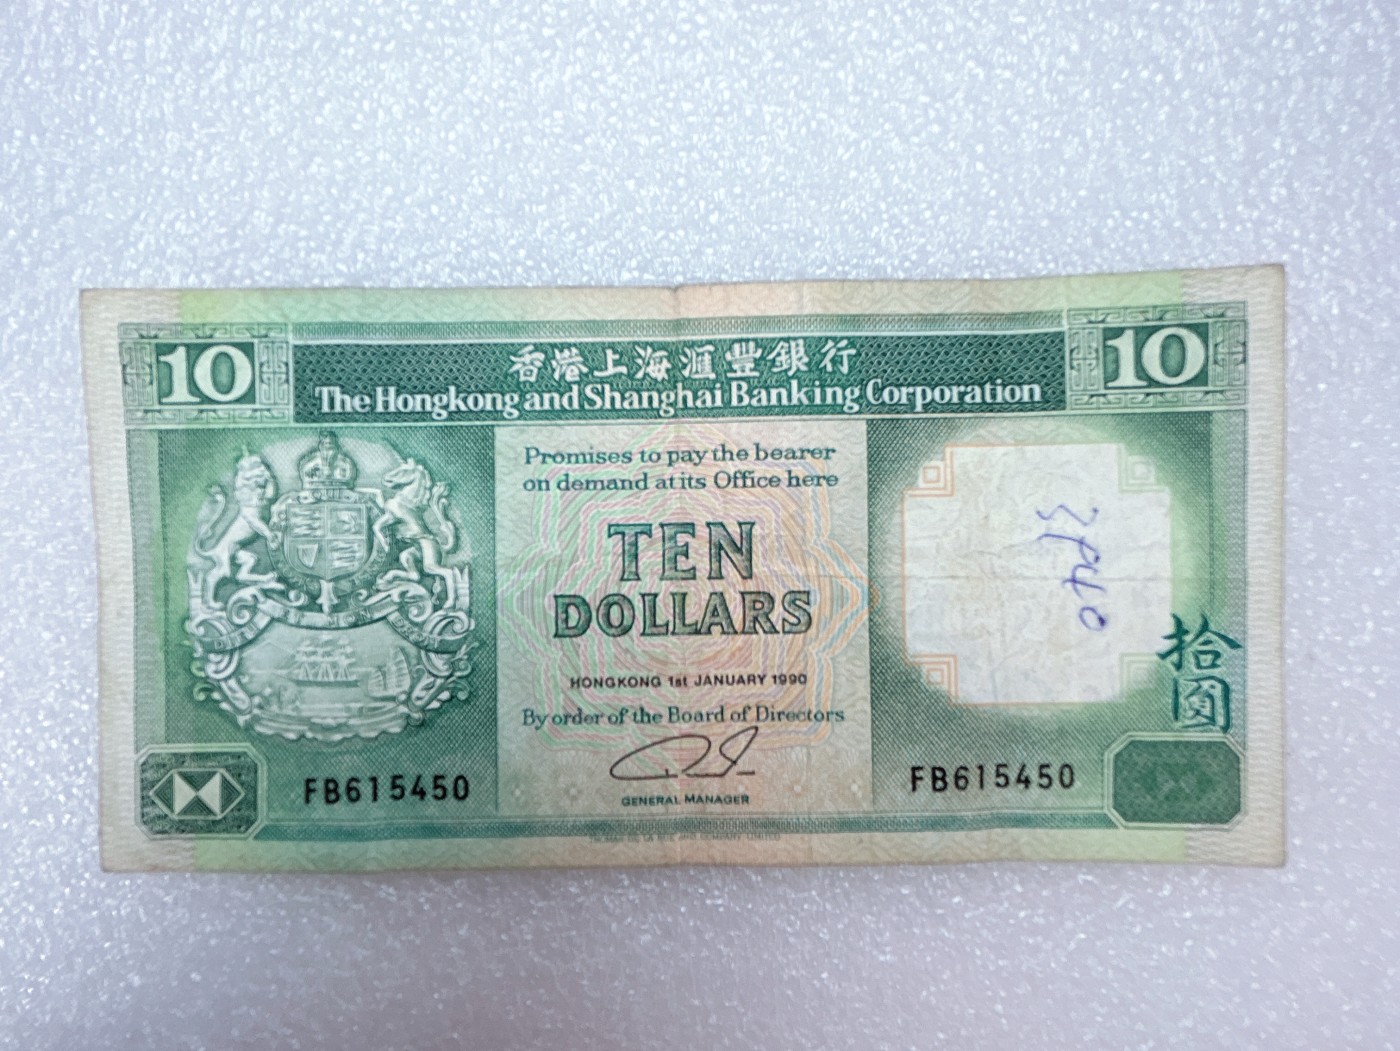 10
香港上海滙豐銀行
10
The Hongkong and Shanghai Banking Corporation
Promises to pay the bearer
on demand at its Office here
TEN
DOLLARS
HONGKONG 1st JANUARY 1990
By order of the Board of Directors
GENERAL MANAGER
拾
圓
FB615450
FB615450